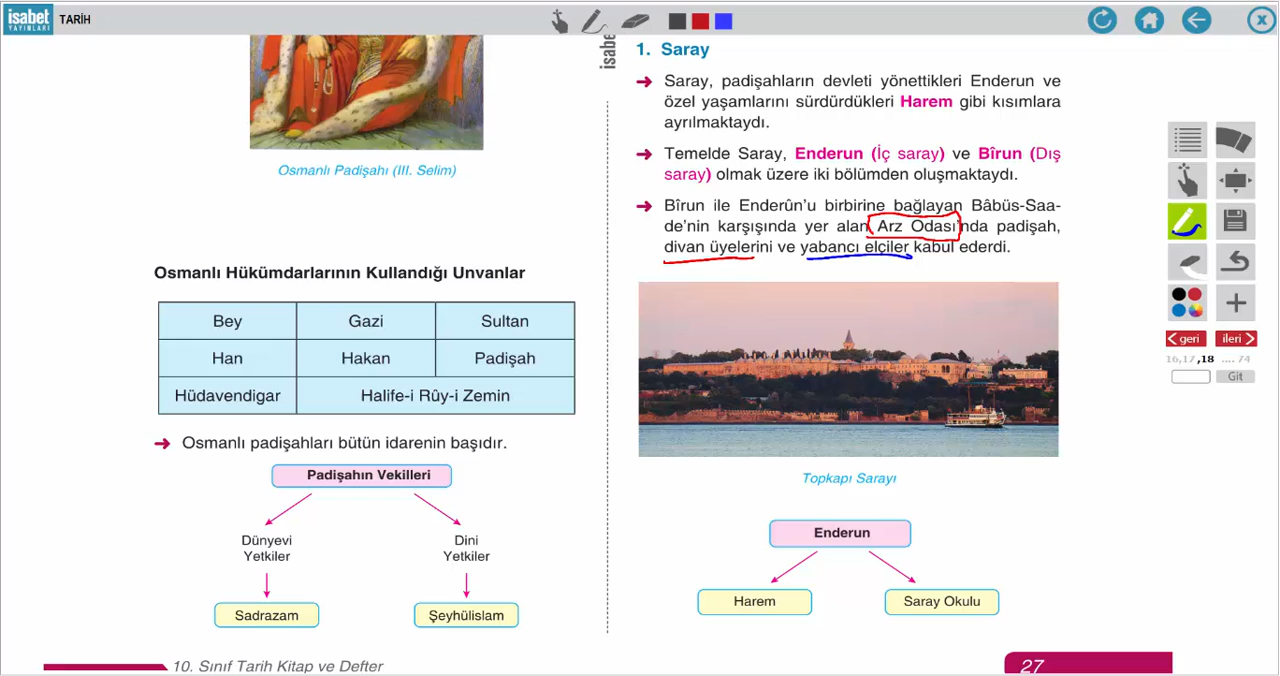 isabet
YAYINLARI
TARİH
Osmanlı Padişahı (III. Selim)
Osmanlı Hükümdarlarının Kullandığı Unvanlar
Bey Gazi Sultan
Han Hakan Padişah
Hüdavendigar Halife-i Rûy-i Zemin
Osmanlı padişahları bütün idarenin başıdır.
Padişahın Vekilleri
Dünyevi
Yetkiler
Dini
Yetkiler
Sadrazam
Şeyhülislam
10. Sınıf Tarih Kitap ve Defter
isabe
1. Saray
Saray, padişahların devleti yönettikleri Enderun ve
özel yaşamlarını sürdürdükleri Harem gibi kısımlara
ayrılmaktaydı.
Temelde Saray, Enderun (İç saray) ve Bîrun (Dış
saray) olmak üzere iki bölümden oluşmaktaydı.
Bîrun ile Enderûn'u birbirine bağlayan Bâbüs-Saa-
de'nin karşışında yer alan Arz Odası'nda padişah,
divan üyelerini ve yabancı elçiler kabul ederdi.
Topkapı Sarayı
Enderun
Harem
Saray Okulu
27
geri ileri
16,17,18 .... 74
Git